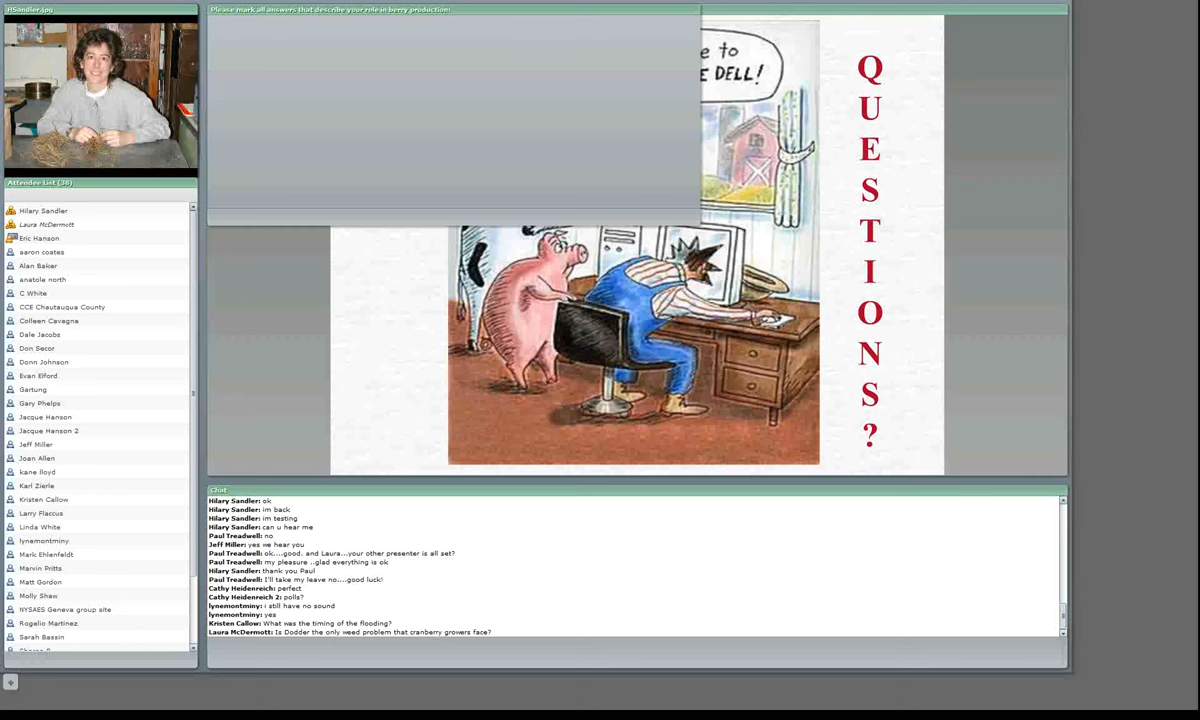 HSandler.jpg
Please mark all answers that describe your role in berry production:
e to
E DELL!
QUESTIONS?
Attendee List (38)
Hilary Sandler
Laura McDermott
Eric Hanson
aaron coates
Alan Baker
anatole north
C White
CCE Chautauqua County
Colleen Cavagna
Dale Jacobs
Don Secor
Donn Johnson
Evan Elford
Gartung
Gary Phelps
Jacque Hanson
Jacque Hanson 2
Jeff Miller
Joan Allen
kane lloyd
Karl Zierle
Kristen Callow
Larry Flaccus
Linda White
lynemontminy
Mark Ehlenfeldt
Marvin Pritts
Matt Gordon
Molly Shaw
NYSAES Geneva group site
Rogelio Martinez
Sarah Bassin
Chat
Hilary Sandler: ok
Hilary Sandler: im back
Hilary Sandler: im testing
Hilary Sandler: can u hear me
Paul Treadwell: no
Jeff Miller: yes we hear you
Paul Treadwell: ok....good. and Laura...your other presenter is all set?
Paul Treadwell: my pleasure ..glad everything is ok
Hilary Sandler: thank you Paul
Paul Treadwell: I'll take my leave no....good luck!
Cathy Heidenreich: perfect
Cathy Heidenreich 2: polls?
lynemontminy: i still have no sound
lynemontminy: yes
Kristen Callow: What was the timing of the flooding?
Laura McDermott: Is Dodder the only weed problem that cranberry growers face?